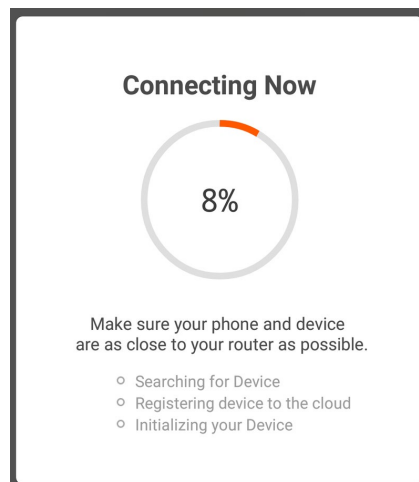 Connecting Now
8%
Make sure your phone and device
are as close to your router as possible.
Searching for Device
Registering device to the cloud
Initializing your Device